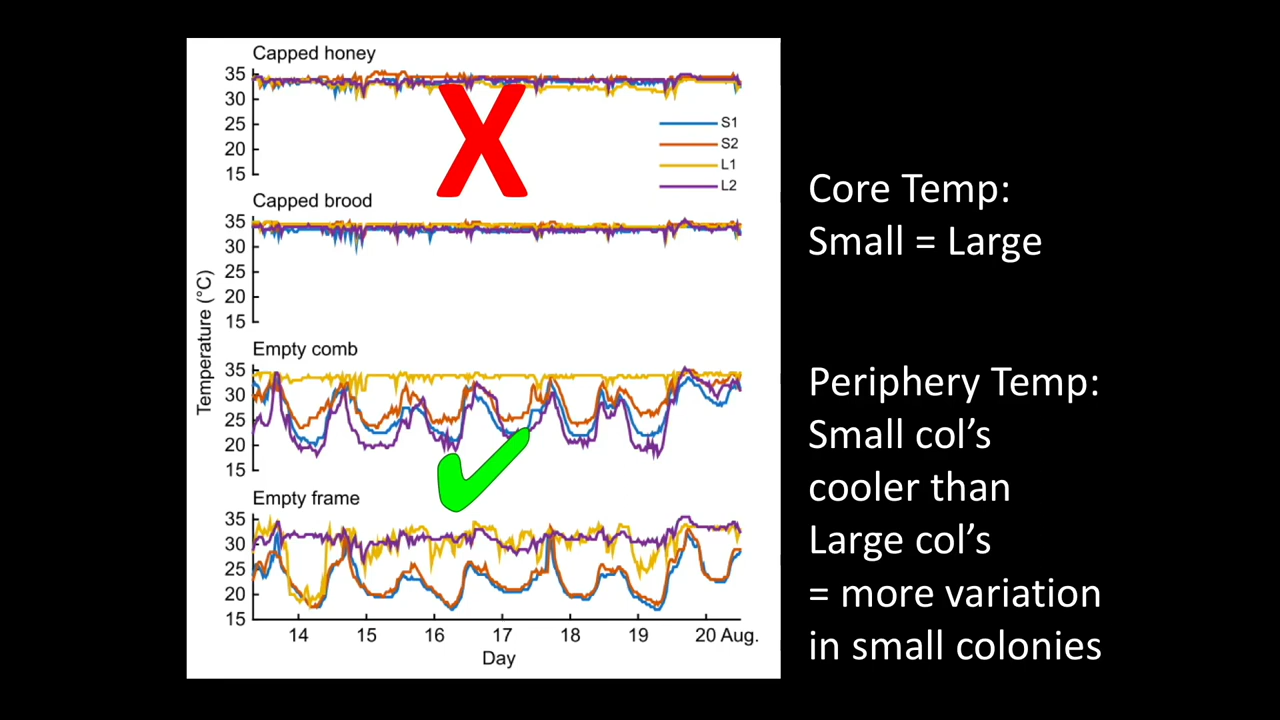 Capped honey
35
30
25
20
15
S1
S2
L1
L2
X
Capped brood
35
30
25
20
15
Temperature (°C)
Empty comb
35
30
25
20
15
Empty frame
35
30
25
20
15
14 15 16 17 18 19 20 Aug.
Day
Core Temp:
Small = Large
Periphery Temp:
Small col’s
cooler than
Large col’s
= more variation
in small colonies